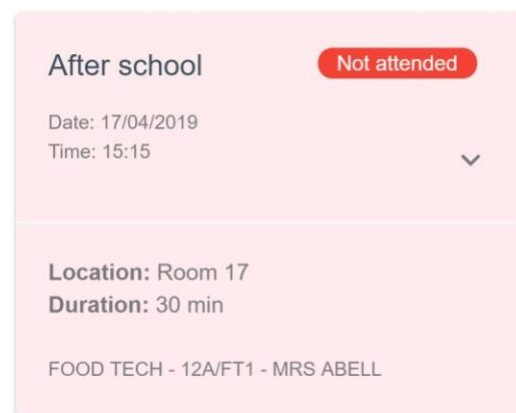 After school
Not attended
Date: 17/04/2019
Time: 15:15
Location: Room 17
Duration: 30 min
FOOD TECH - 12A/FT1 - MRS ABELL